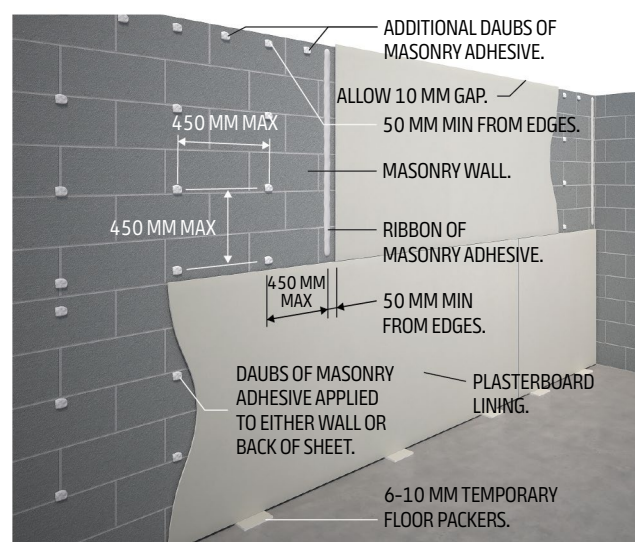 ADDITIONAL DAUBS OF
MASONRY ADHESIVE.
ALLOW 10 MM GAP.
50 MM MIN FROM EDGES.
450 MM MAX
MASONRY WALL.
450 MM MAX
RIBBON OF
MASONRY ADHESIVE.
450 MM
MAX
50 MM MIN
FROM EDGES.
DAUBS OF MASONRY
ADHESIVE APPLIED
TO EITHER WALL OR
BACK OF SHEET.
PLASTERBOARD
LINING.
6-10 MM TEMPORARY
FLOOR PACKERS.